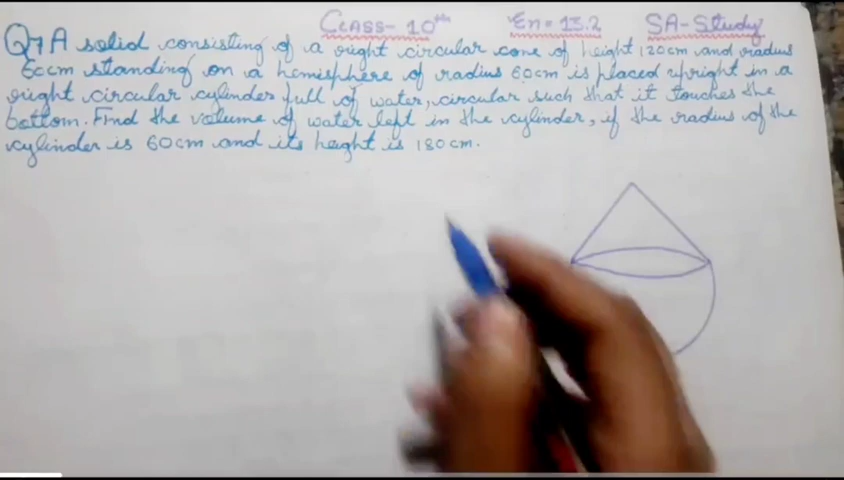 CLASS- 10th   Ex= 13.2   SA-Study
Q7 A solid consisting of a right circular cone of height 120cm and radius
60cm standing on a hemisphere of radius 60cm is placed upright in a
right circular cylinder full of water, circular such that it touches the
bottom. Find the volume of water left in the cylinder, if the radius of the
cylinder is 60cm and its height is 180cm.